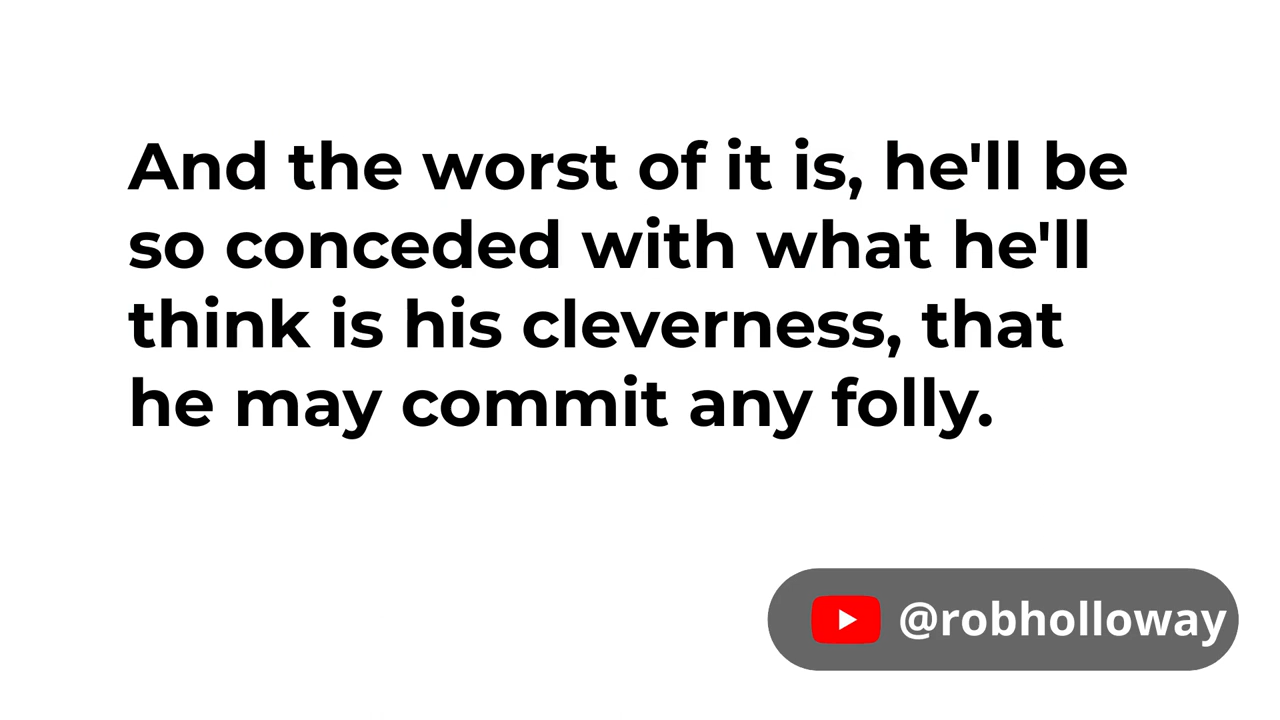 And the worst of it is, he'll be
so conceded with what he'll
think is his cleverness, that
he may commit any folly.
@robholloway